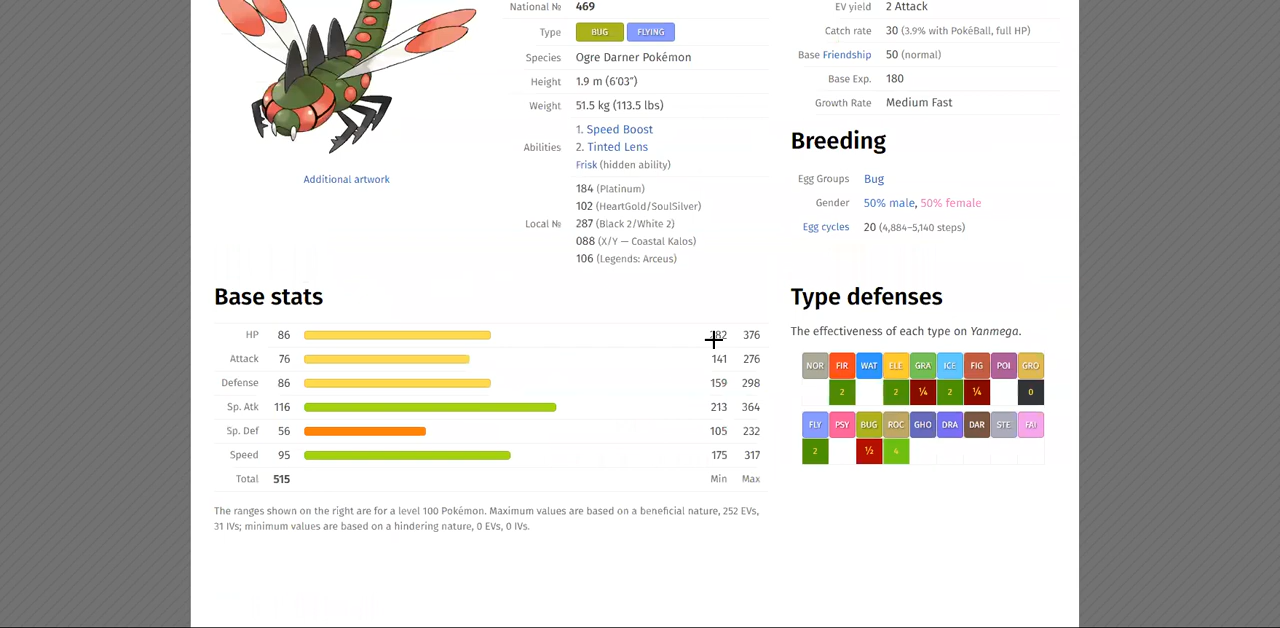 National № 469
Type BUG FLYING
Species Ogre Darner Pokémon
Height 1.9 m (6′03″)
Weight 51.5 kg (113.5 lbs)
Abilities
1. Speed Boost
2. Tinted Lens
Frisk (hidden ability)
Local №
184 (Platinum)
102 (HeartGold/SoulSilver)
287 (Black 2/White 2)
088 (X/Y — Coastal Kalos)
106 (Legends: Arceus)
Additional artwork
EV yield 2 Attack
Catch rate 30 (3.9% with PokéBall, full HP)
Base Friendship 50 (normal)
Base Exp. 180
Growth Rate Medium Fast
Breeding
Egg Groups Bug
Gender 50% male, 50% female
Egg cycles 20 (4,884–5,140 steps)
Base stats
HP 86 376
Attack 76 141 276
Defense 86 159 298
Sp. Atk 116 213 364
Sp. Def 56 105 232
Speed 95 175 317
Total 515 Min Max
The ranges shown on the right are for a level 100 Pokémon. Maximum values are based on a beneficial nature, 252 EVs,
31 IVs; minimum values are based on a hindering nature, 0 EVs, 0 IVs.
Type defenses
The effectiveness of each type on Yanmega.
NOR FIR WAT ELE GRA ICE FIG POI GRO
2 2 ¼ 2 ¼ 0
FLY PSY BUG ROC GHO DRA DAR STE FAI
2 ½ 4